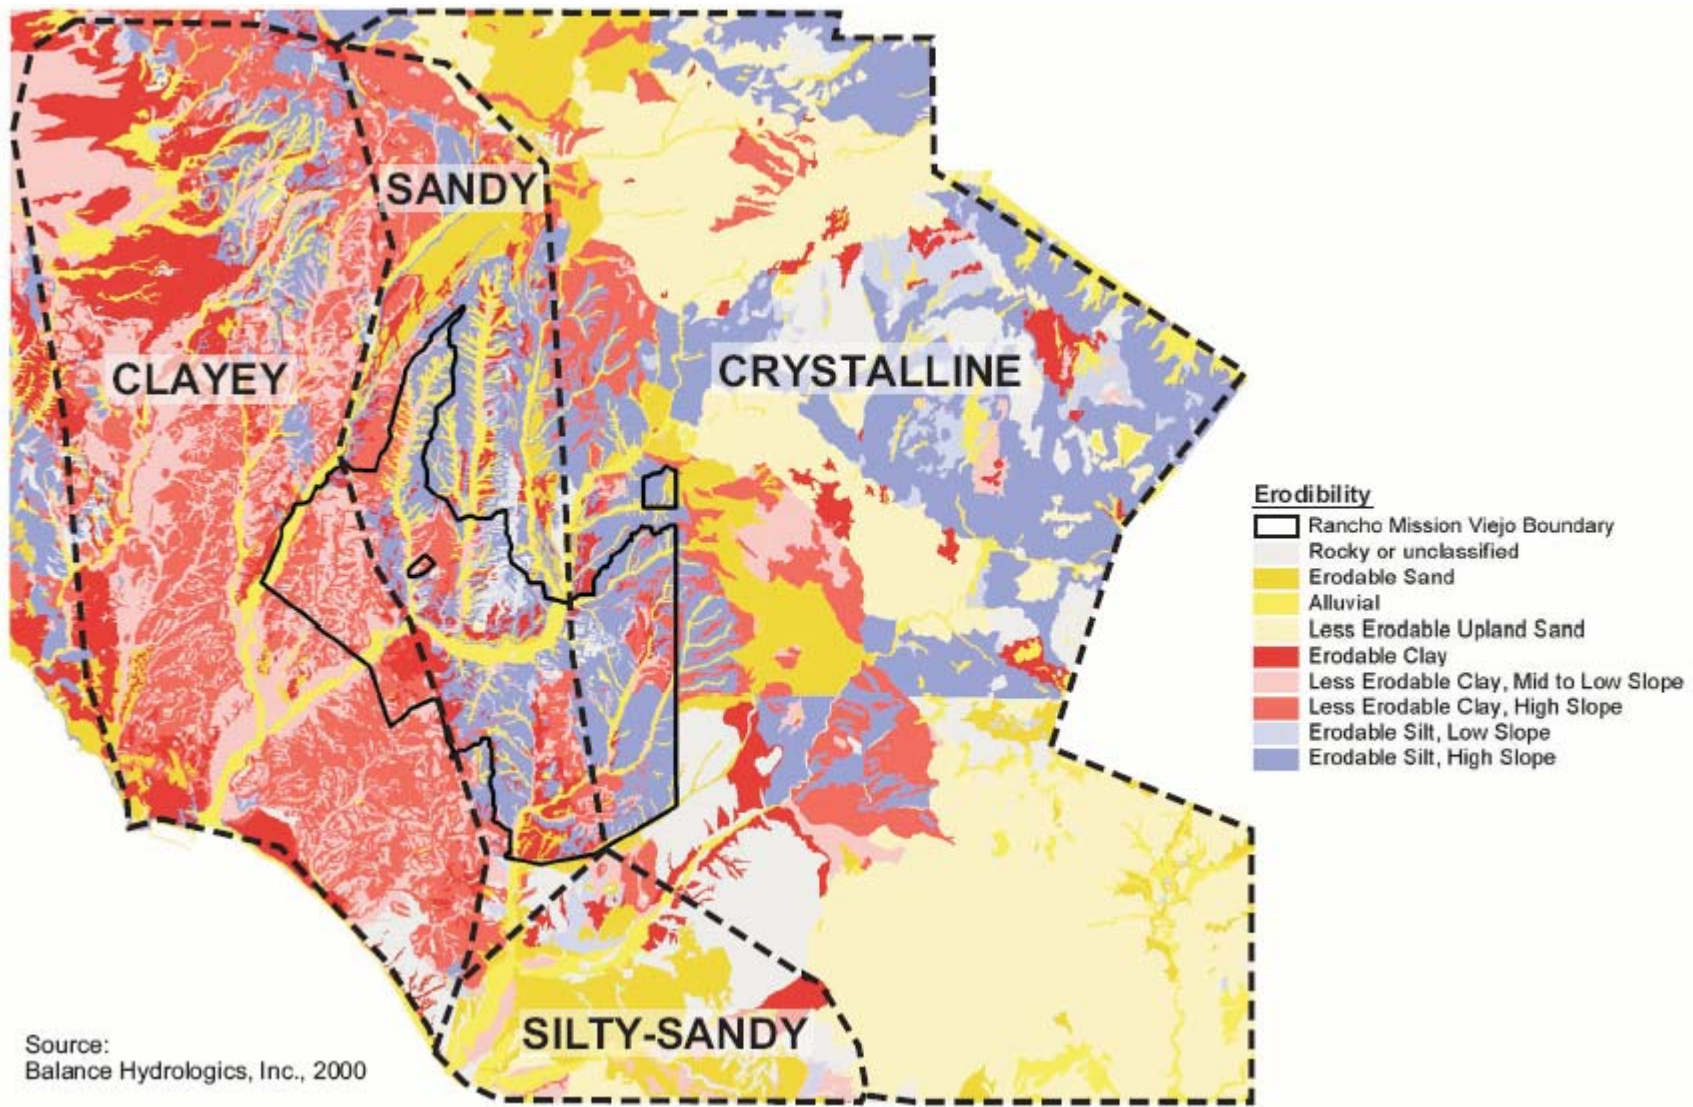 SANDY
CLAYEY
CRYSTALLINE
SILTY-SANDY
Erodibility
Rancho Mission Viejo Boundary
Rocky or unclassified
Erodable Sand
Alluvial
Less Erodable Upland Sand
Erodable Clay
Less Erodable Clay, Mid to Low Slope
Less Erodable Clay, High Slope
Erodable Silt, Low Slope
Erodable Silt, High Slope
Source:
Balance Hydrologics, Inc., 2000